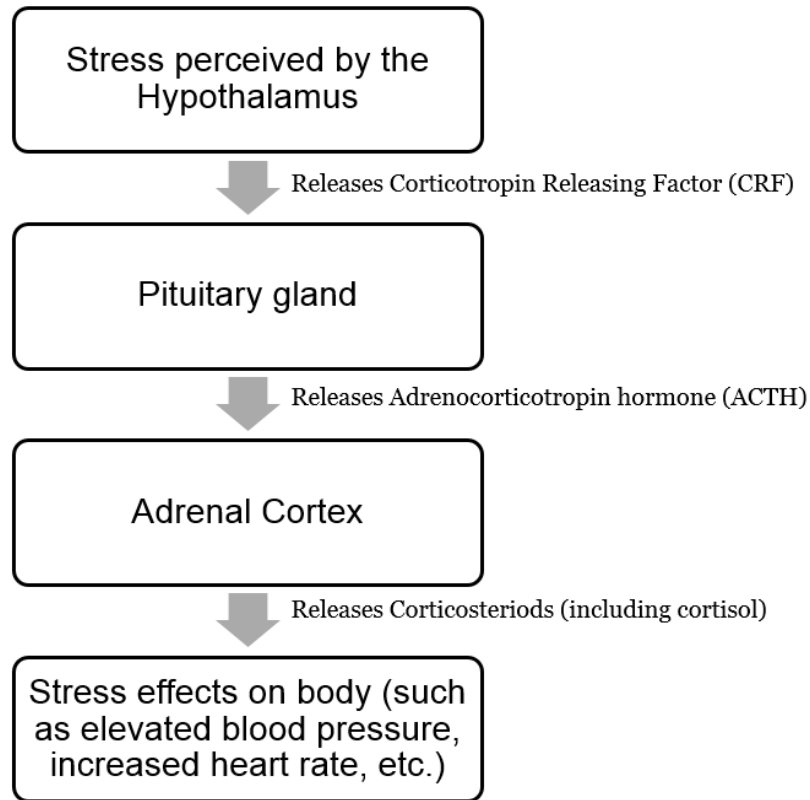 Stress perceived by the
Hypothalamus
Releases Corticotropin Releasing Factor (CRF)
Pituitary gland
Releases Adrenocorticotropin hormone (ACTH)
Adrenal Cortex
Releases Corticosteriods (including cortisol)
Stress effects on body (such
as elevated blood pressure,
increased heart rate, etc.)